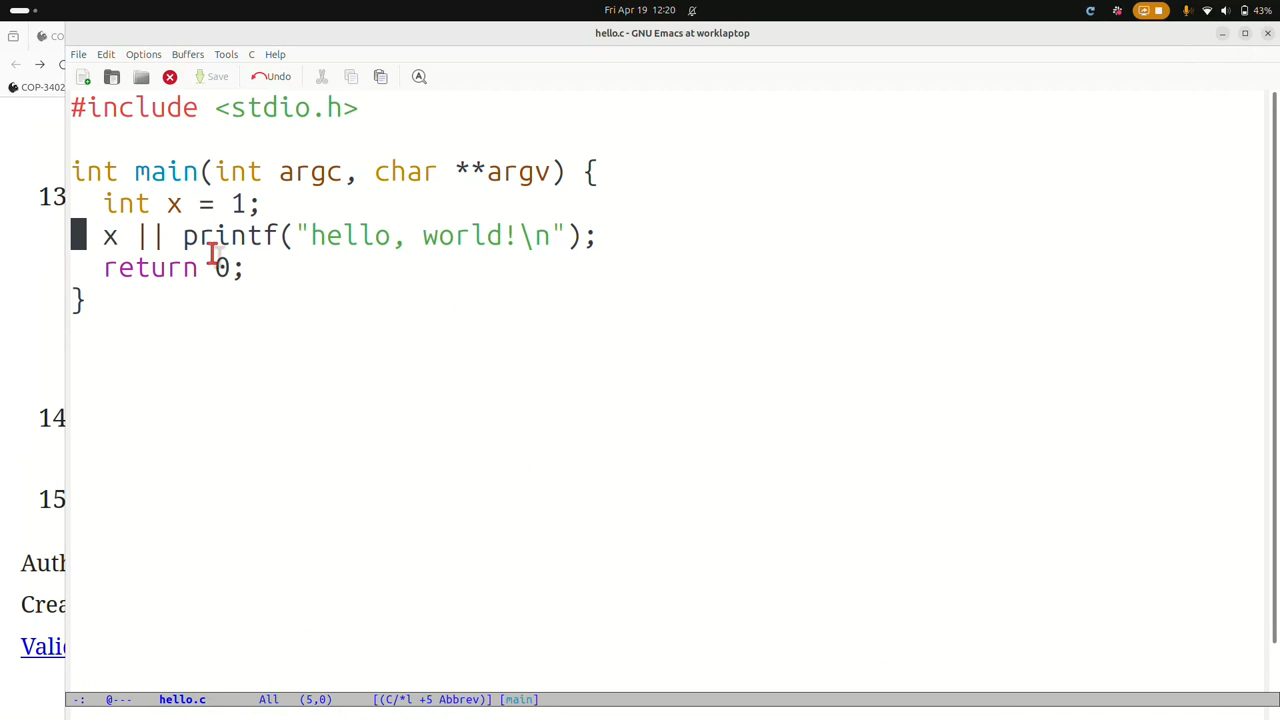 Fri Apr 19 12:20
43%
hello.c - GNU Emacs at worklaptop
CO
File Edit Options Buffers Tools C Help
COP-3402
Save Undo
#include <stdio.h>
int main(int argc, char **argv) {
int x = 1;
x || printf("hello, world!\n");
return 0;
}
13
14
15
Auth
Crea
Vali
-: @--- hello.c All (5,0) [(C/*l +5 Abbrev)] [main]